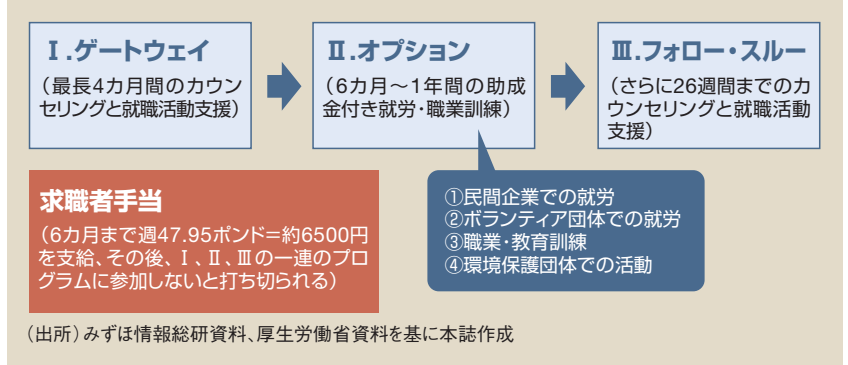 Ⅰ.ゲートウェイ
（最長4カ月間のカウン
セリングと就職活動支援）
Ⅱ.オプション
（6カ月〜1年間の助成
金付き就労・職業訓練）
Ⅲ.フォロー・スルー
（さらに26週間までのカ
ウンセリングと就職活動
支援）
求職者手当
（6カ月まで週47.95ポンド＝約6500円
を支給、その後、Ⅰ、Ⅱ、Ⅲの一連のプロ
グラムに参加しないと打ち切られる）
①民間企業での就労
②ボランティア団体での就労
③職業・教育訓練
④環境保護団体での活動
（出所）みずほ情報総研資料、厚生労働省資料を基に本誌作成